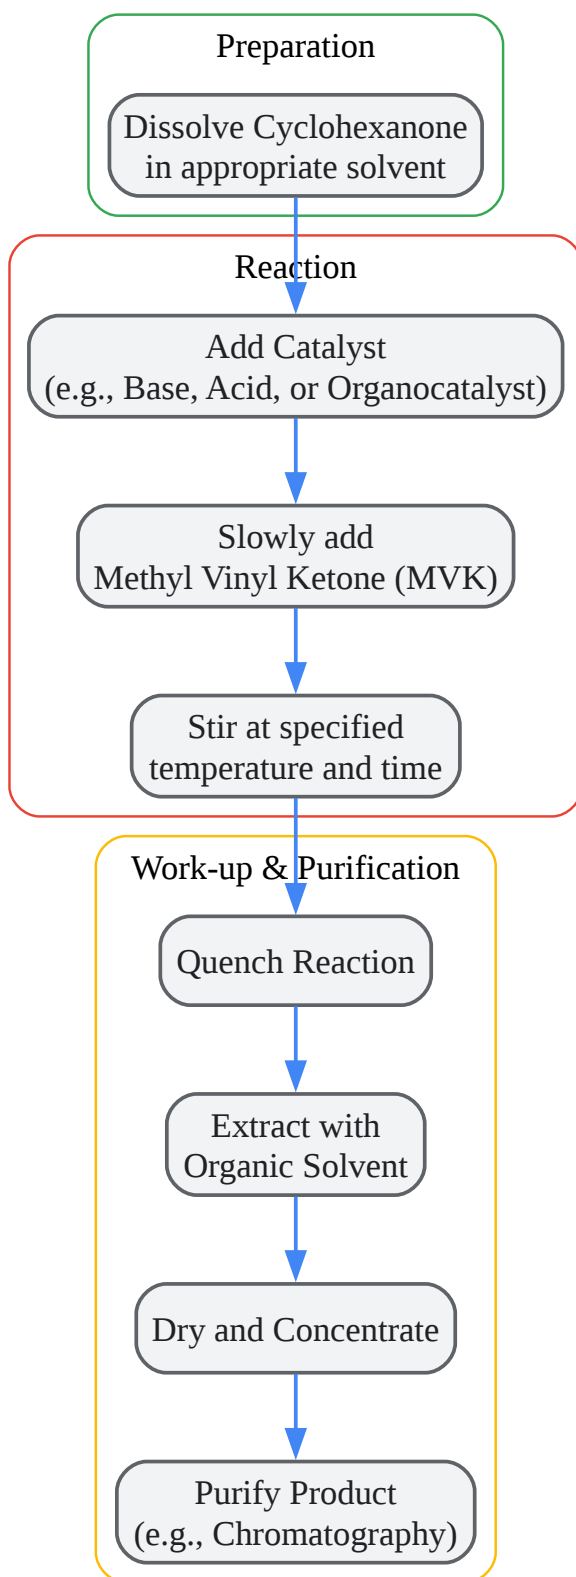 Preparation
Dissolve Cyclohexanone
in appropriate solvent
Reaction
Add Catalyst
(e.g., Base, Acid, or Organocatalyst)
Slowly add
Methyl Vinyl Ketone (MVK)
Stir at specified
temperature and time
Work-up & Purification
Quench Reaction
Extract with
Organic Solvent
Dry and Concentrate
Purify Product
(e.g., Chromatography)